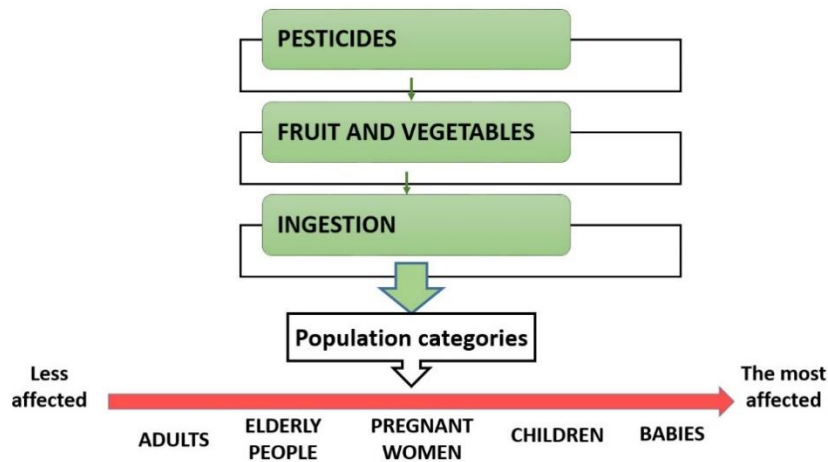 PESTICIDES
FRUIT AND VEGETABLES
INGESTION
Population categories
Less
affected
The most
affected
ADULTS
ELDERLY
PEOPLE
PREGNANT
WOMEN
CHILDREN
BABIES